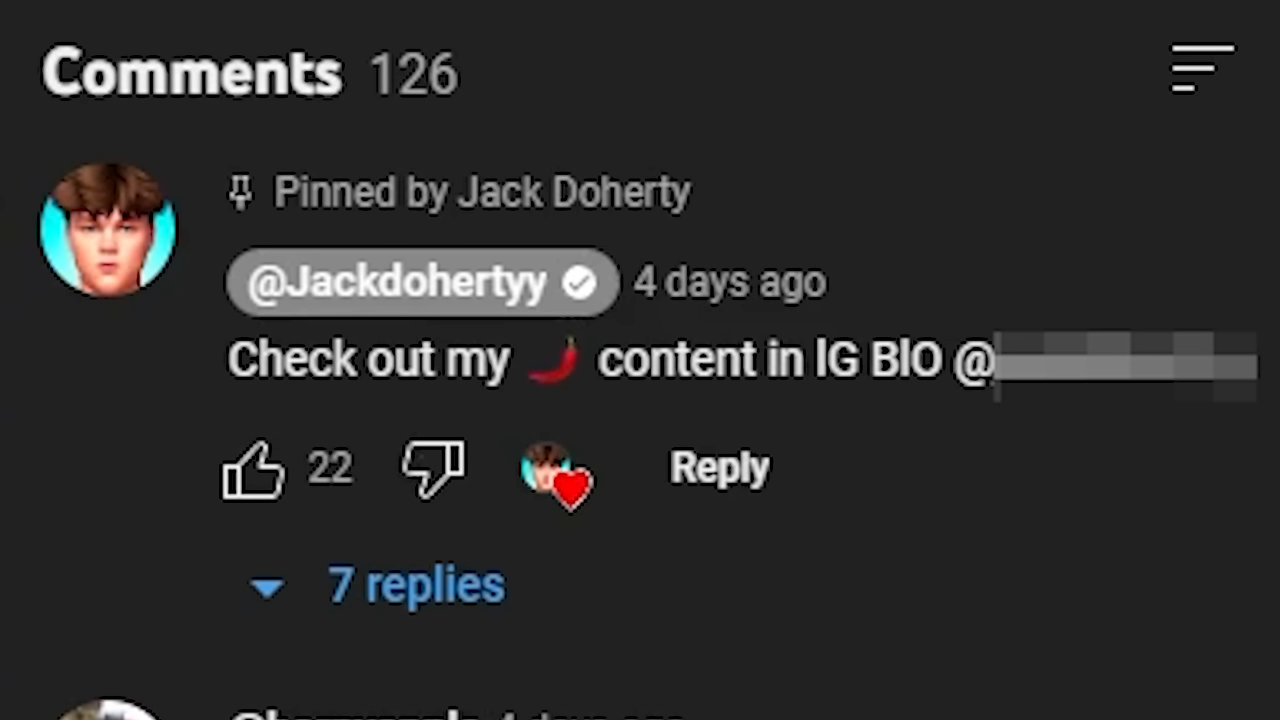 Comments 126
Pinned by Jack Doherty
@Jackdohertyy 4 days ago
Check out my 🌶️ content in IG BIO @
22 Reply
7 replies